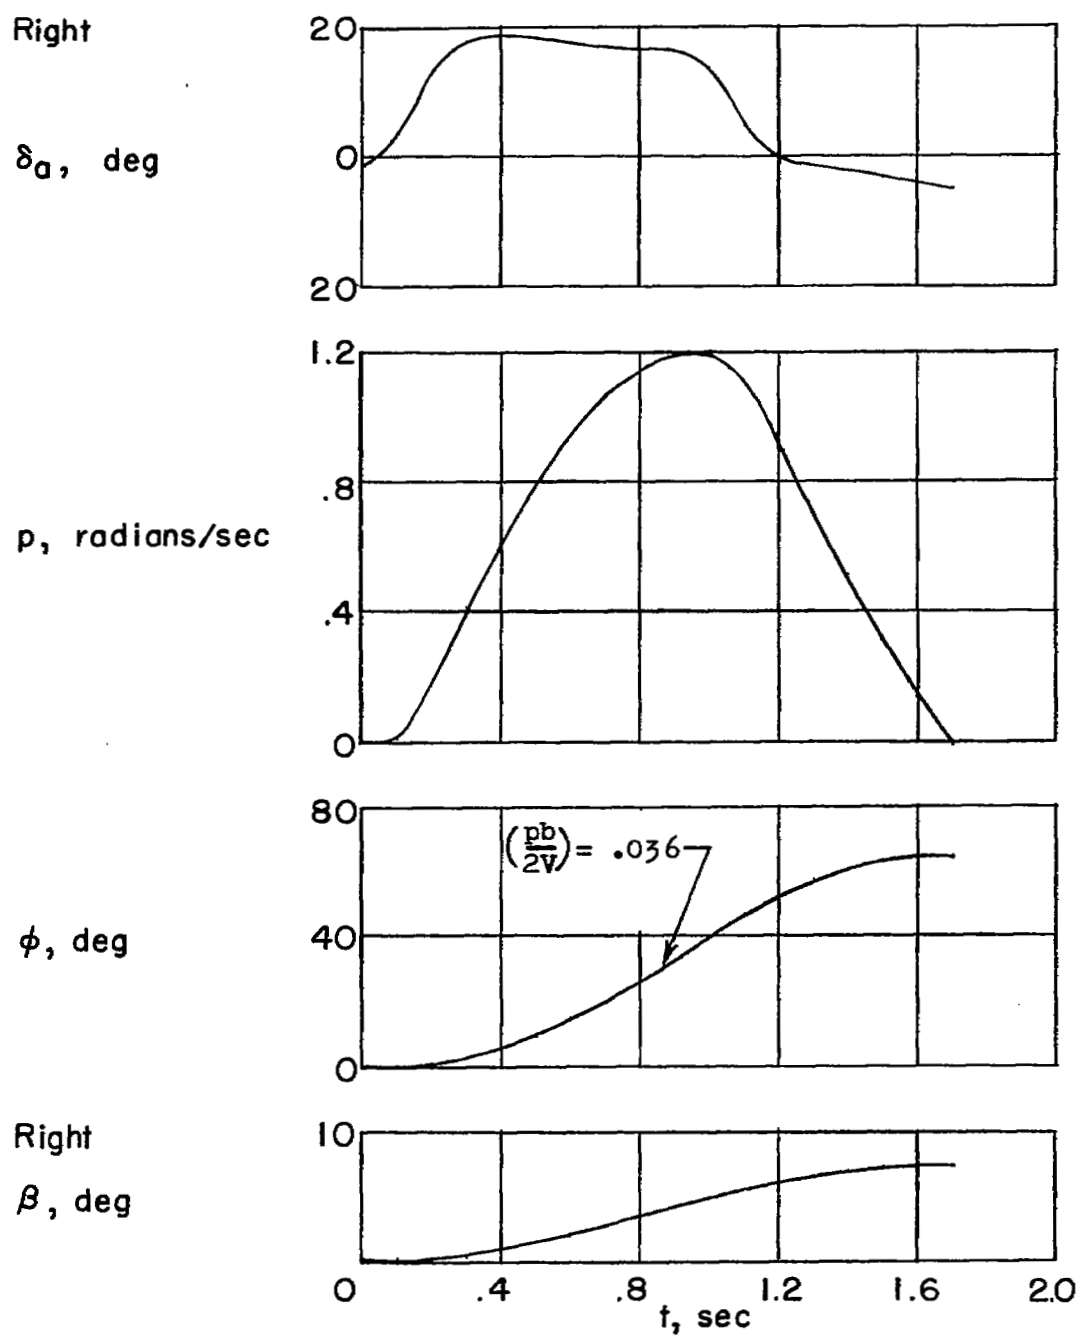 Right
20
δa, deg
0
20
1.2
.8
p, radians/sec
.4
0
80
(pb/2V) = .036
ϕ, deg
40
0
Right
10
β, deg
0 .4 .8 1.2 1.6 2.0
t, sec